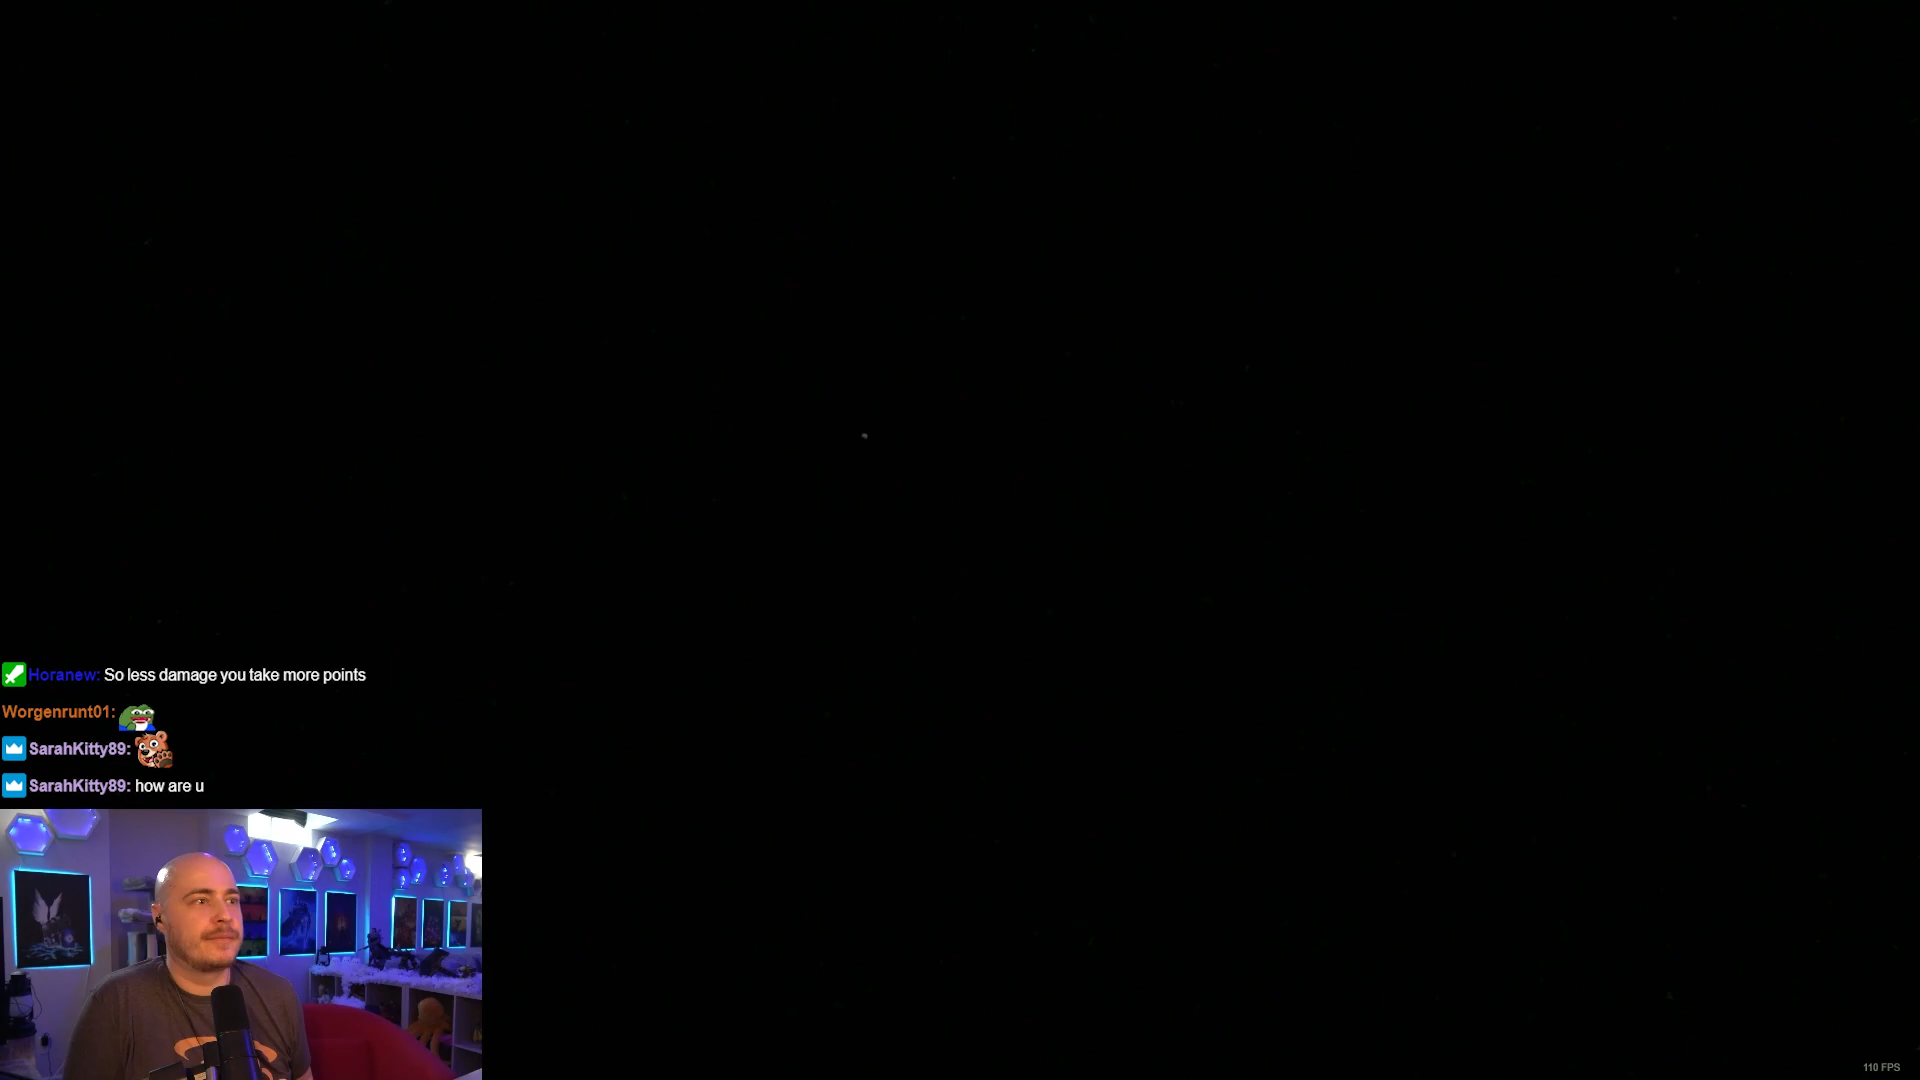 Horanew: So less damage you take more points
Worgenrunt01:
SarahKitty89:
SarahKitty89: how are u
110 FPS